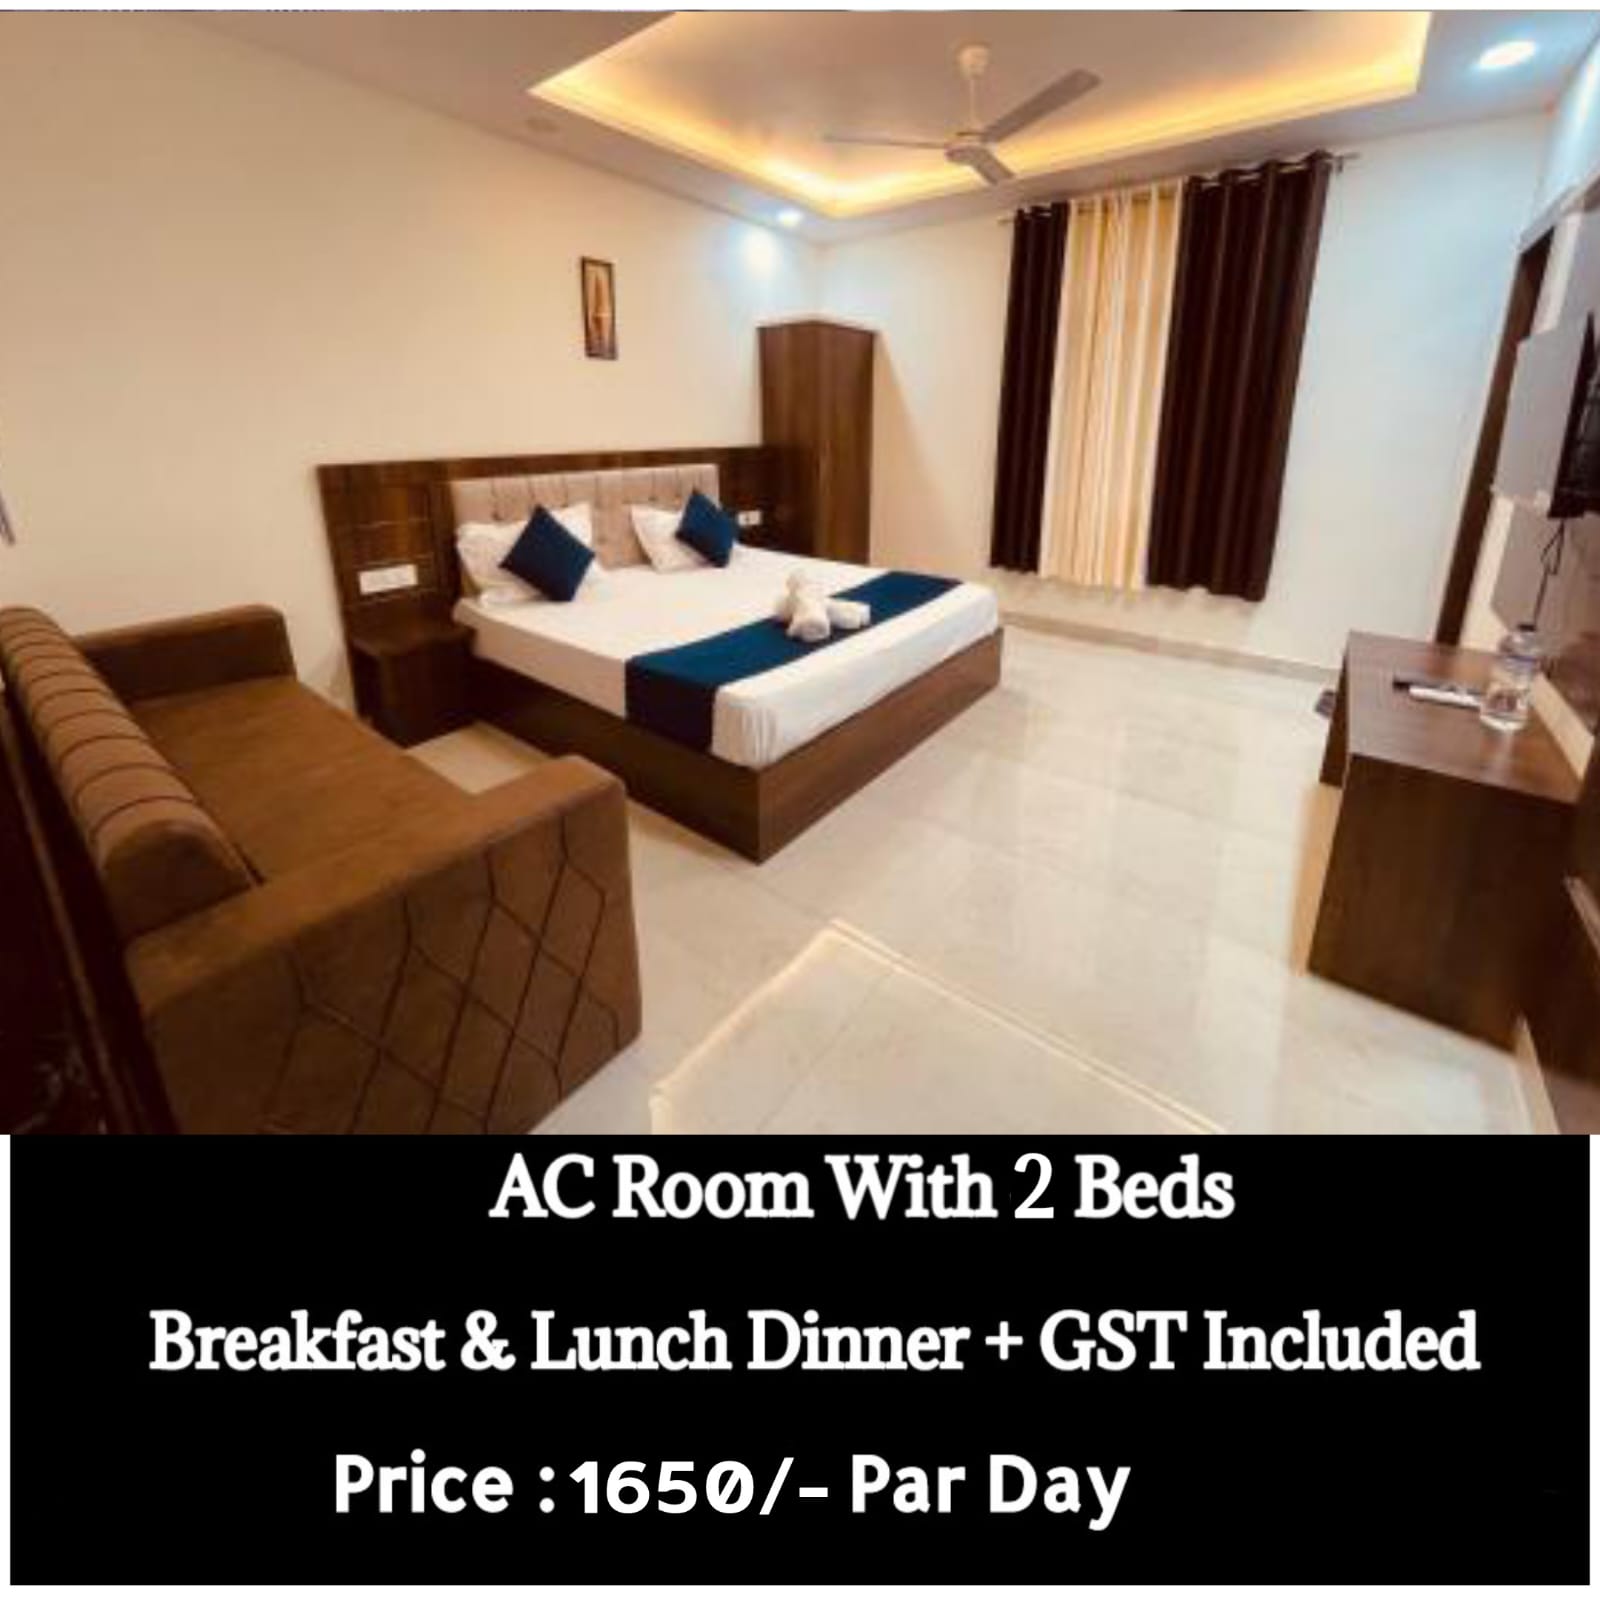 AC Room With 2 Beds
Breakfast & Lunch Dinner + GST Included
Price : 1650/- Par Day